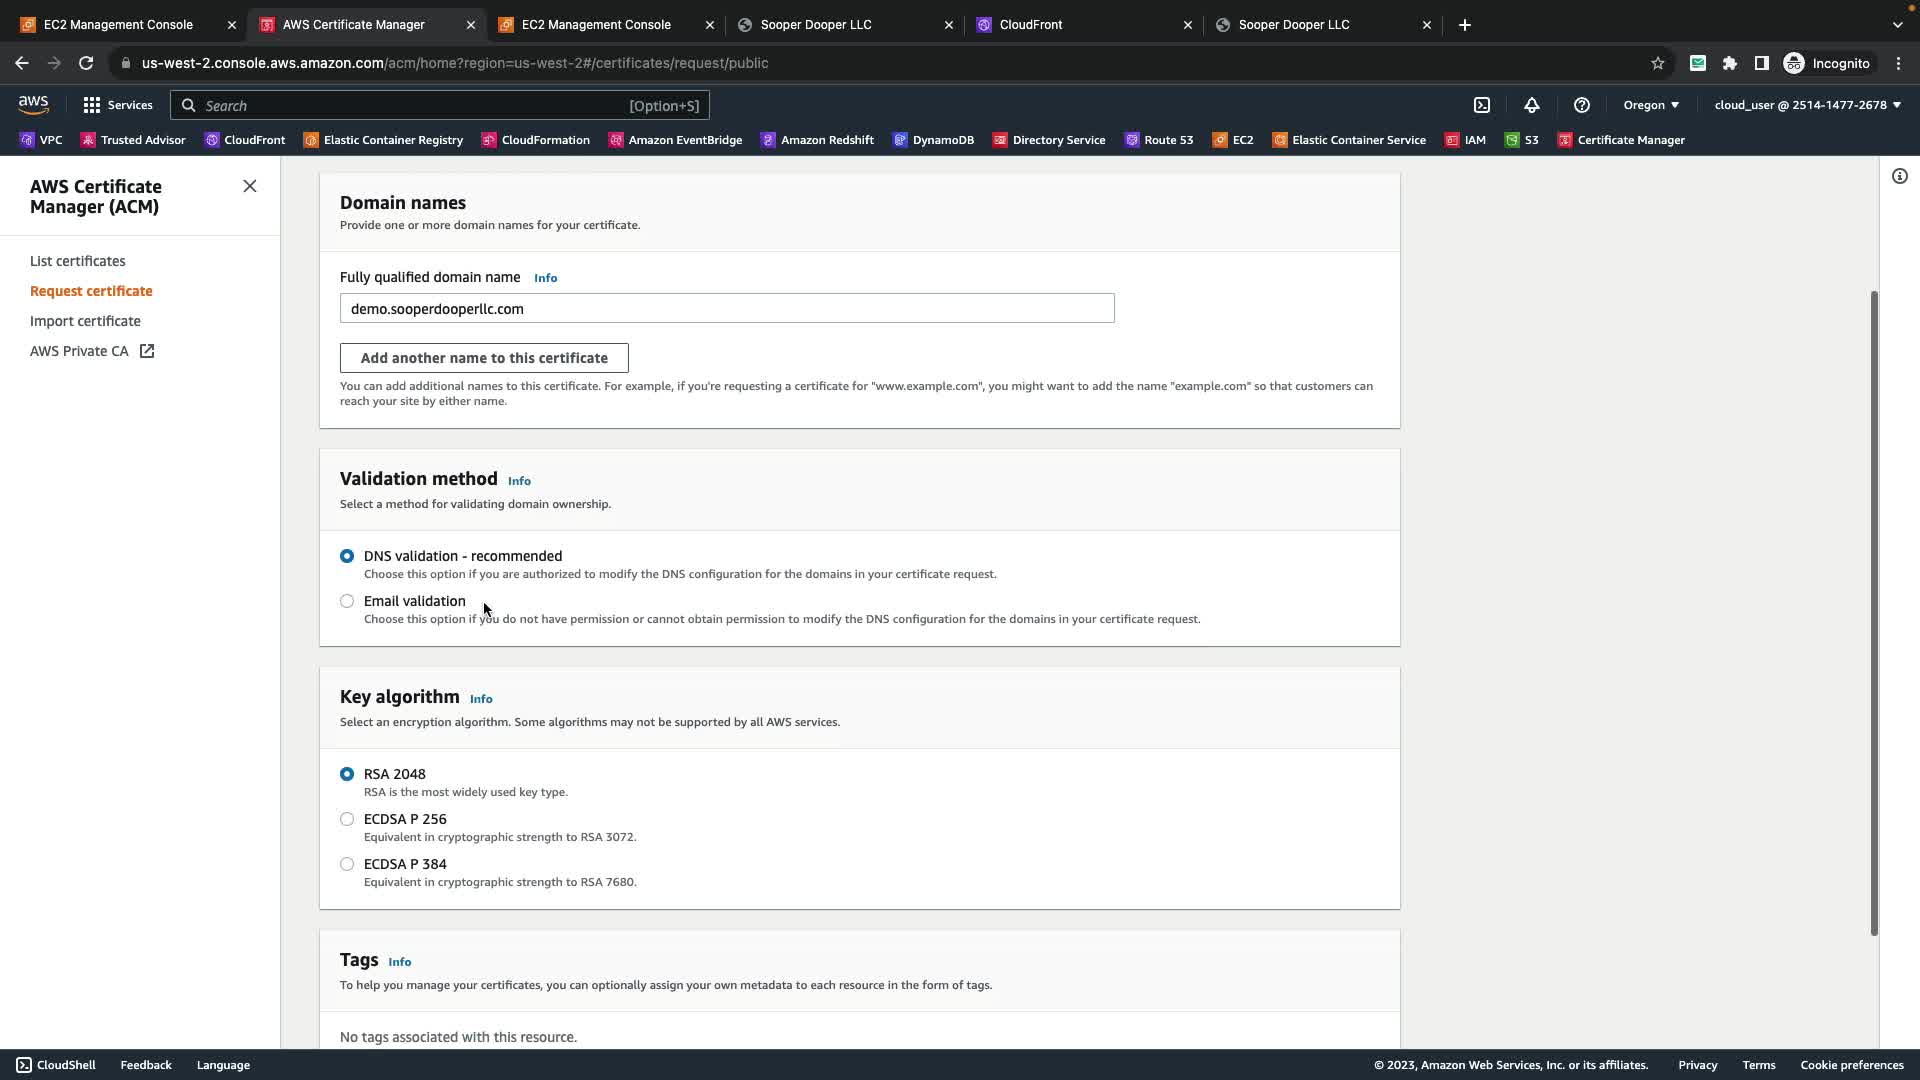 EC2 Management Console
AWS Certificate Manager
EC2 Management Console
Sooper Dooper LLC
CloudFront
Sooper Dooper LLC
us-west-2.console.aws.amazon.com/acm/home?region=us-west-2#/certificates/request/public
Incognito
aws
Services
Search
[Option+S]
Oregon
cloud_user @ 2514-1477-2678
VPC
Trusted Advisor
CloudFront
Elastic Container Registry
CloudFormation
Amazon EventBridge
Amazon Redshift
DynamoDB
Directory Service
Route 53
EC2
Elastic Container Service
IAM
S3
Certificate Manager
AWS Certificate
Manager (ACM)
List certificates
Request certificate
Import certificate
AWS Private CA
Domain names
Provide one or more domain names for your certificate.
Fully qualified domain name Info
demo.sooperdooperllc.com
Add another name to this certificate
You can add additional names to this certificate. For example, if you're requesting a certificate for "www.example.com", you might want to add the name "example.com" so that customers can
reach your site by either name.
Validation method Info
Select a method for validating domain ownership.
DNS validation - recommended
Choose this option if you are authorized to modify the DNS configuration for the domains in your certificate request.
Email validation
Choose this option if you do not have permission or cannot obtain permission to modify the DNS configuration for the domains in your certificate request.
Key algorithm Info
Select an encryption algorithm. Some algorithms may not be supported by all AWS services.
RSA 2048
RSA is the most widely used key type.
ECDSA P 256
Equivalent in cryptographic strength to RSA 3072.
ECDSA P 384
Equivalent in cryptographic strength to RSA 7680.
Tags Info
To help you manage your certificates, you can optionally assign your own metadata to each resource in the form of tags.
No tags associated with this resource.
CloudShell
Feedback
Language
© 2023, Amazon Web Services, Inc. or its affiliates.
Privacy
Terms
Cookie preferences